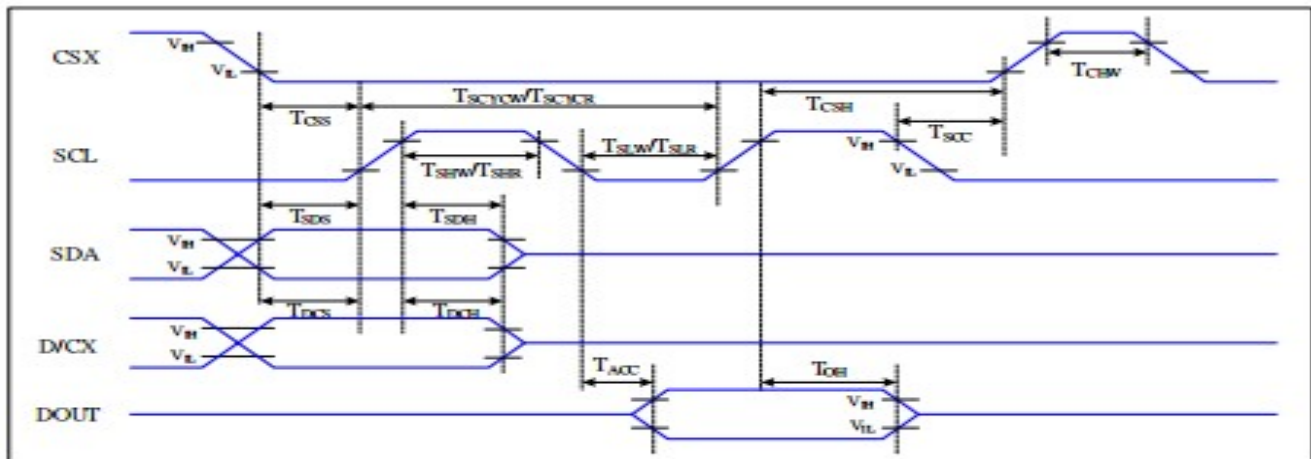 CSX
VIH
VIL
TCHW
TSCYCW/TSCYCR
TCSS
TCSH
TSCC
SCL
TSLW/TSLR
VIH
VIL
TSHW/TSHR
TSDS
TSDH
SDA
VIH
VIL
TDCS
TDCH
D/CX
VIH
VIL
TACC
TOH
DOUT
VIH
VIL